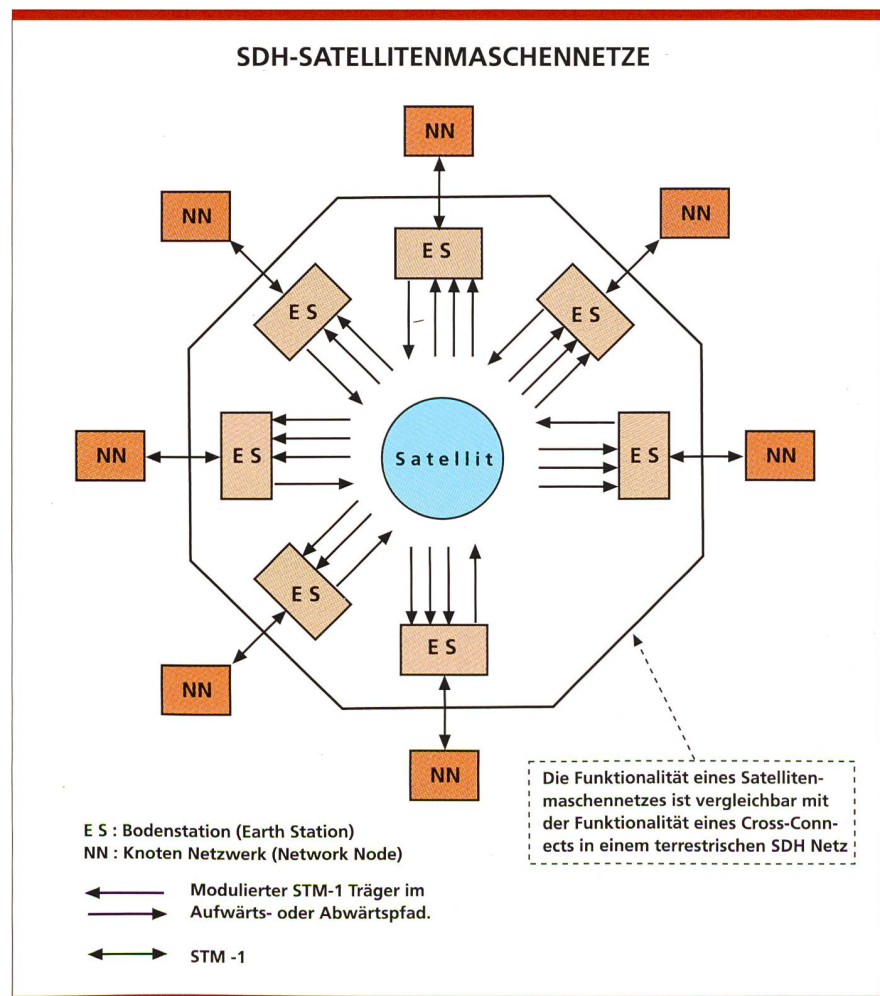 SDH-SATELLITENMASCHENNETZE
NN
NN
NN
E S
E S
E S
NN
E S
Satellit
E S
NN
E S
E S
NN
NN
Die Funktionalität eines Satelliten-
maschennetzes ist vergleichbar mit
der Funktionalität eines Cross-Conn-
ects in einem terrestrischen SDH Netz
E S : Bodenstation (Earth Station)
NN : Knoten Netzwerk (Network Node)
Modulierter STM-1 Träger im
Aufwärts- oder Abwärtspfad.
STM -1